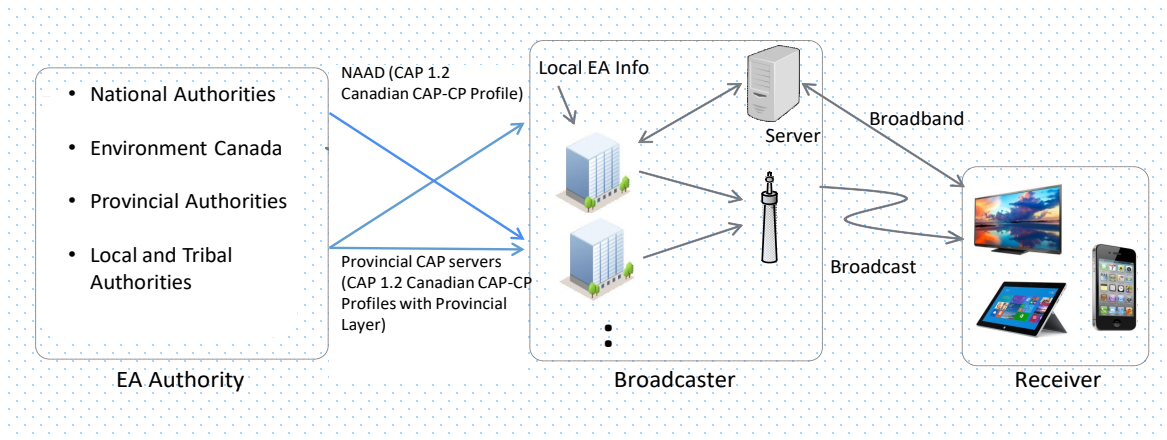 • National Authorities
• Environment Canada
• Provincial Authorities
• Local and Tribal
Authorities
EA Authority
NAAD (CAP 1.2
Canadian CAP-CP Profile)
Provincial CAP servers
(CAP 1.2 Canadian CAP-CP
Profiles with Provincial
Layer)
Local EA Info
Server
Broadcaster
Broadband
Broadcast
Receiver